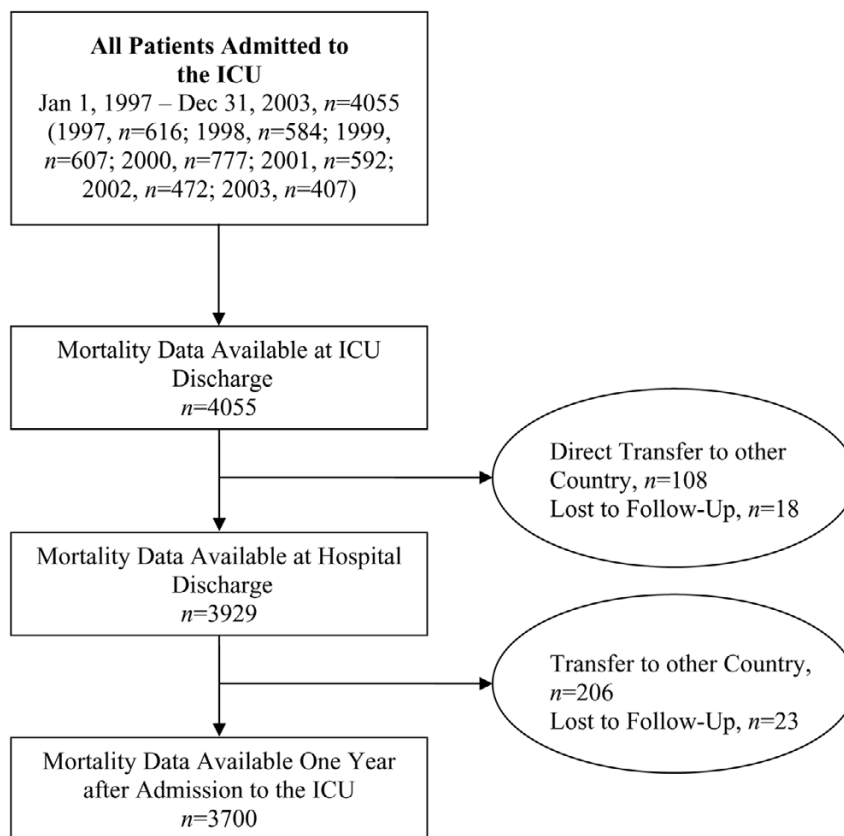 All Patients Admitted to
the ICU
Jan 1, 1997 – Dec 31, 2003, n=4055
(1997, n=616; 1998, n=584; 1999,
n=607; 2000, n=777; 2001, n=592;
2002, n=472; 2003, n=407)
Mortality Data Available at ICU
Discharge
n=4055
Direct Transfer to other
Country, n=108
Lost to Follow-Up, n=18
Mortality Data Available at Hospital
Discharge
n=3929
Transfer to other Country,
n=206
Lost to Follow-Up, n=23
Mortality Data Available One Year
after Admission to the ICU
n=3700